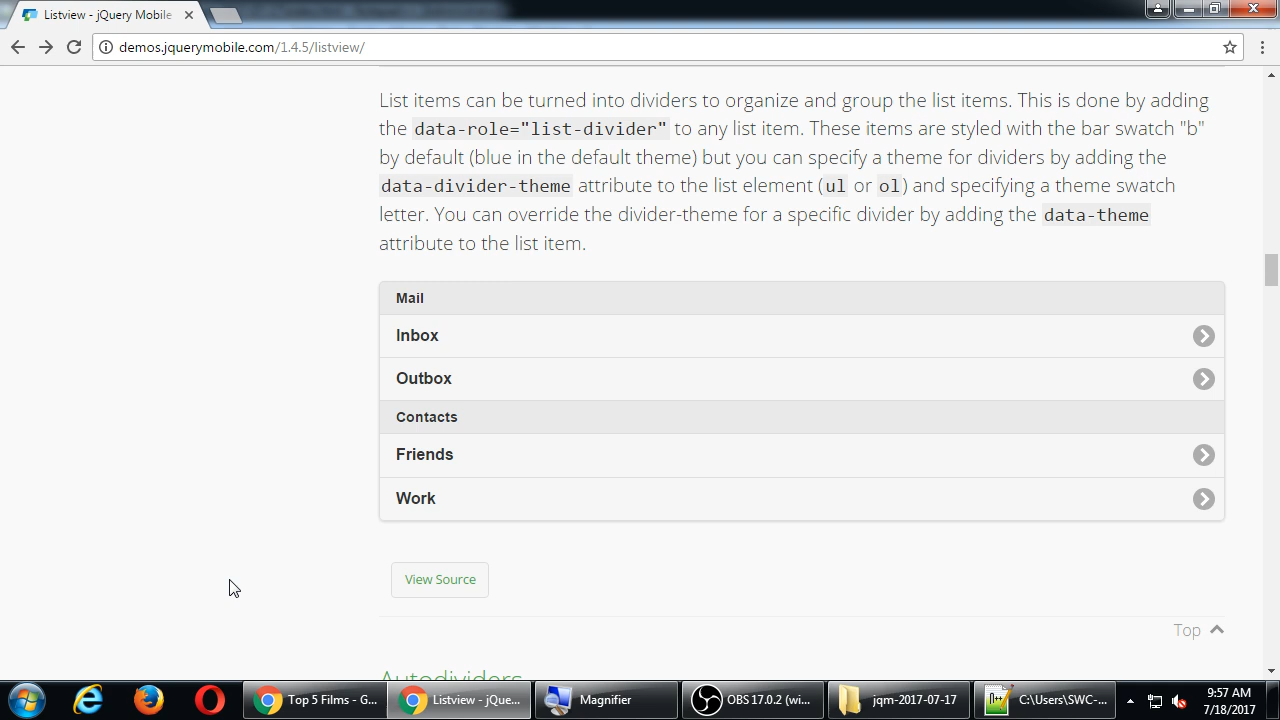 Listview - jQuery Mobile
demos.jquerymobile.com/1.4.5/listview/
List items can be turned into dividers to organize and group the list items. This is done by adding
the data-role="list-divider" to any list item. These items are styled with the bar swatch "b"
by default (blue in the default theme) but you can specify a theme for dividers by adding the
data-divider-theme attribute to the list element (ul or ol) and specifying a theme swatch
letter. You can override the divider-theme for a specific divider by adding the data-theme
attribute to the list item.
Mail
Inbox
Outbox
Contacts
Friends
Work
View Source
Top
Autodividers
Top 5 Films - G...
Listview - jQue...
Magnifier
OBS 17.0.2 (wi...
jqm-2017-07-17
C:\Users\SWC-...
9:57 AM
7/18/2017